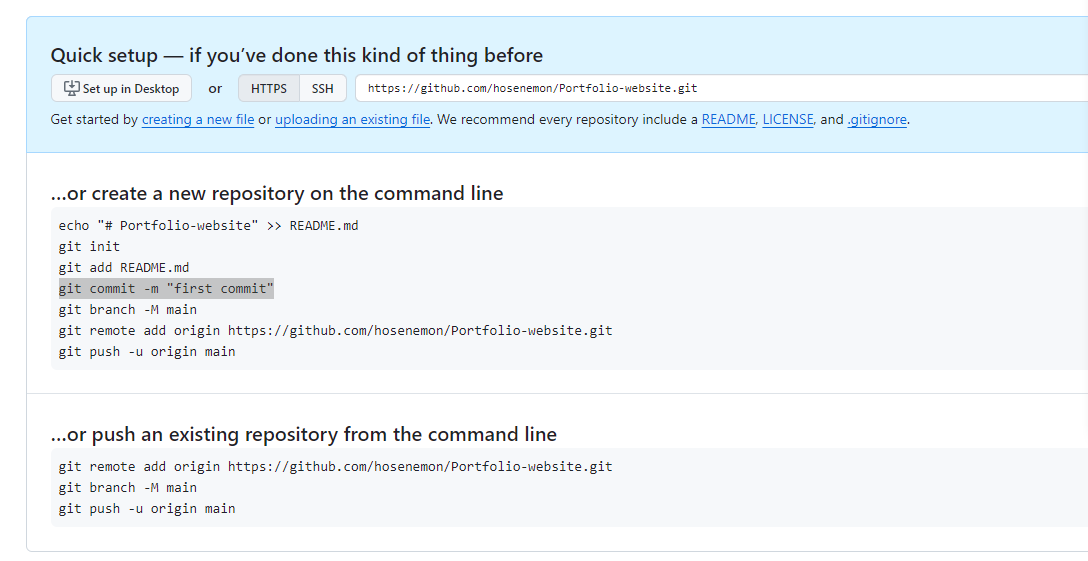 Quick setup — if you’ve done this kind of thing before
Set up in Desktop or HTTPS SSH https://github.com/hosenemon/Portfolio-website.git
Get started by creating a new file or uploading an existing file. We recommend every repository include a README, LICENSE, and .gitignore.
…or create a new repository on the command line
echo "# Portfolio-website" >> README.md
git init
git add README.md
git commit -m "first commit"
git branch -M main
git remote add origin https://github.com/hosenemon/Portfolio-website.git
git push -u origin main
…or push an existing repository from the command line
git remote add origin https://github.com/hosenemon/Portfolio-website.git
git branch -M main
git push -u origin main